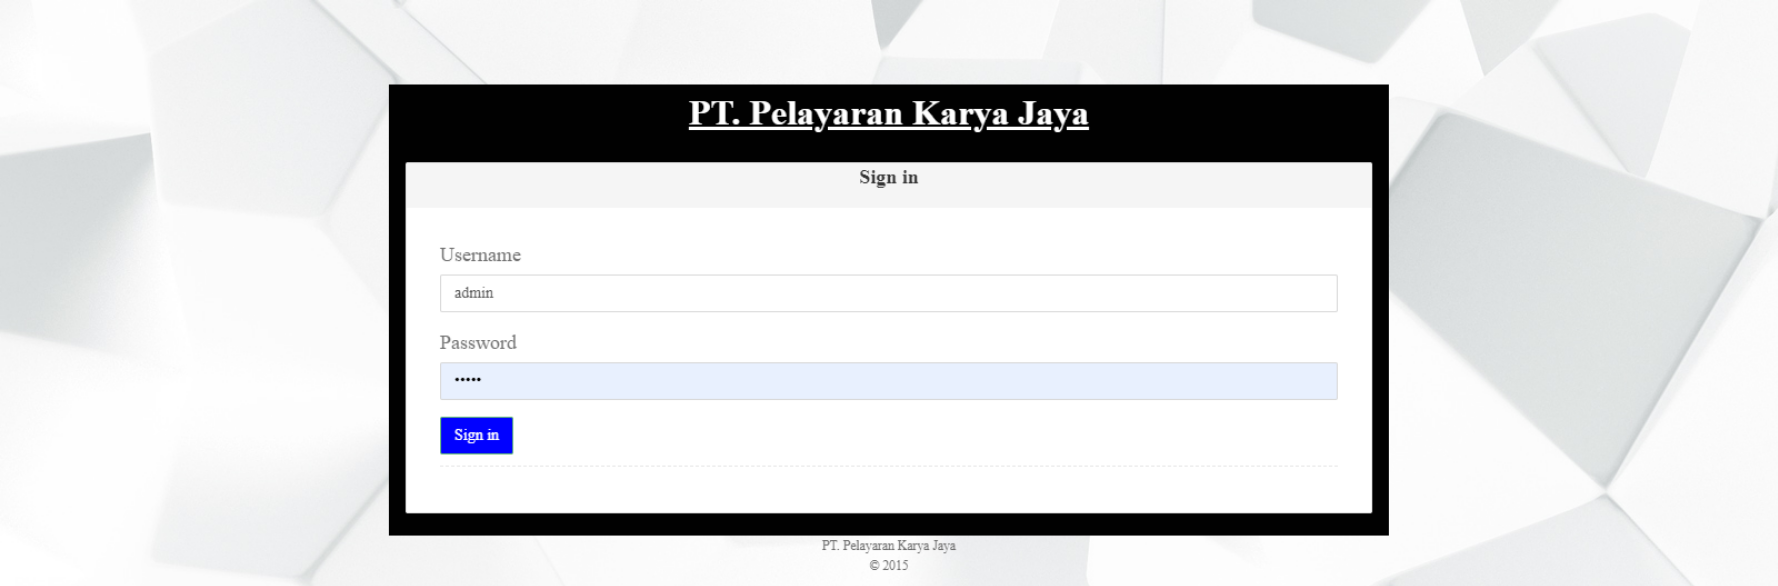 PT. Pelayaran Karya Jaya
Sign in
Username
admin
Password
•••••
Sign in
PT. Pelayaran Karya Jaya
© 2015